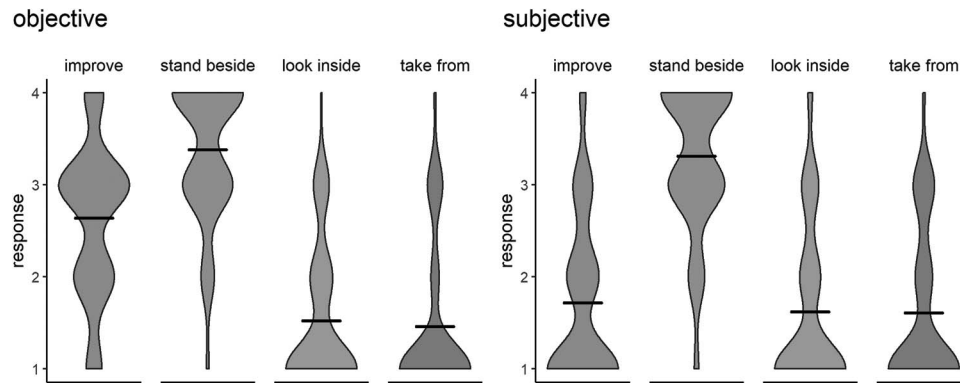 objective
subjective
improve stand beside look inside take from
improve stand beside look inside take from
response
4
3
2
1
response
4
3
2
1